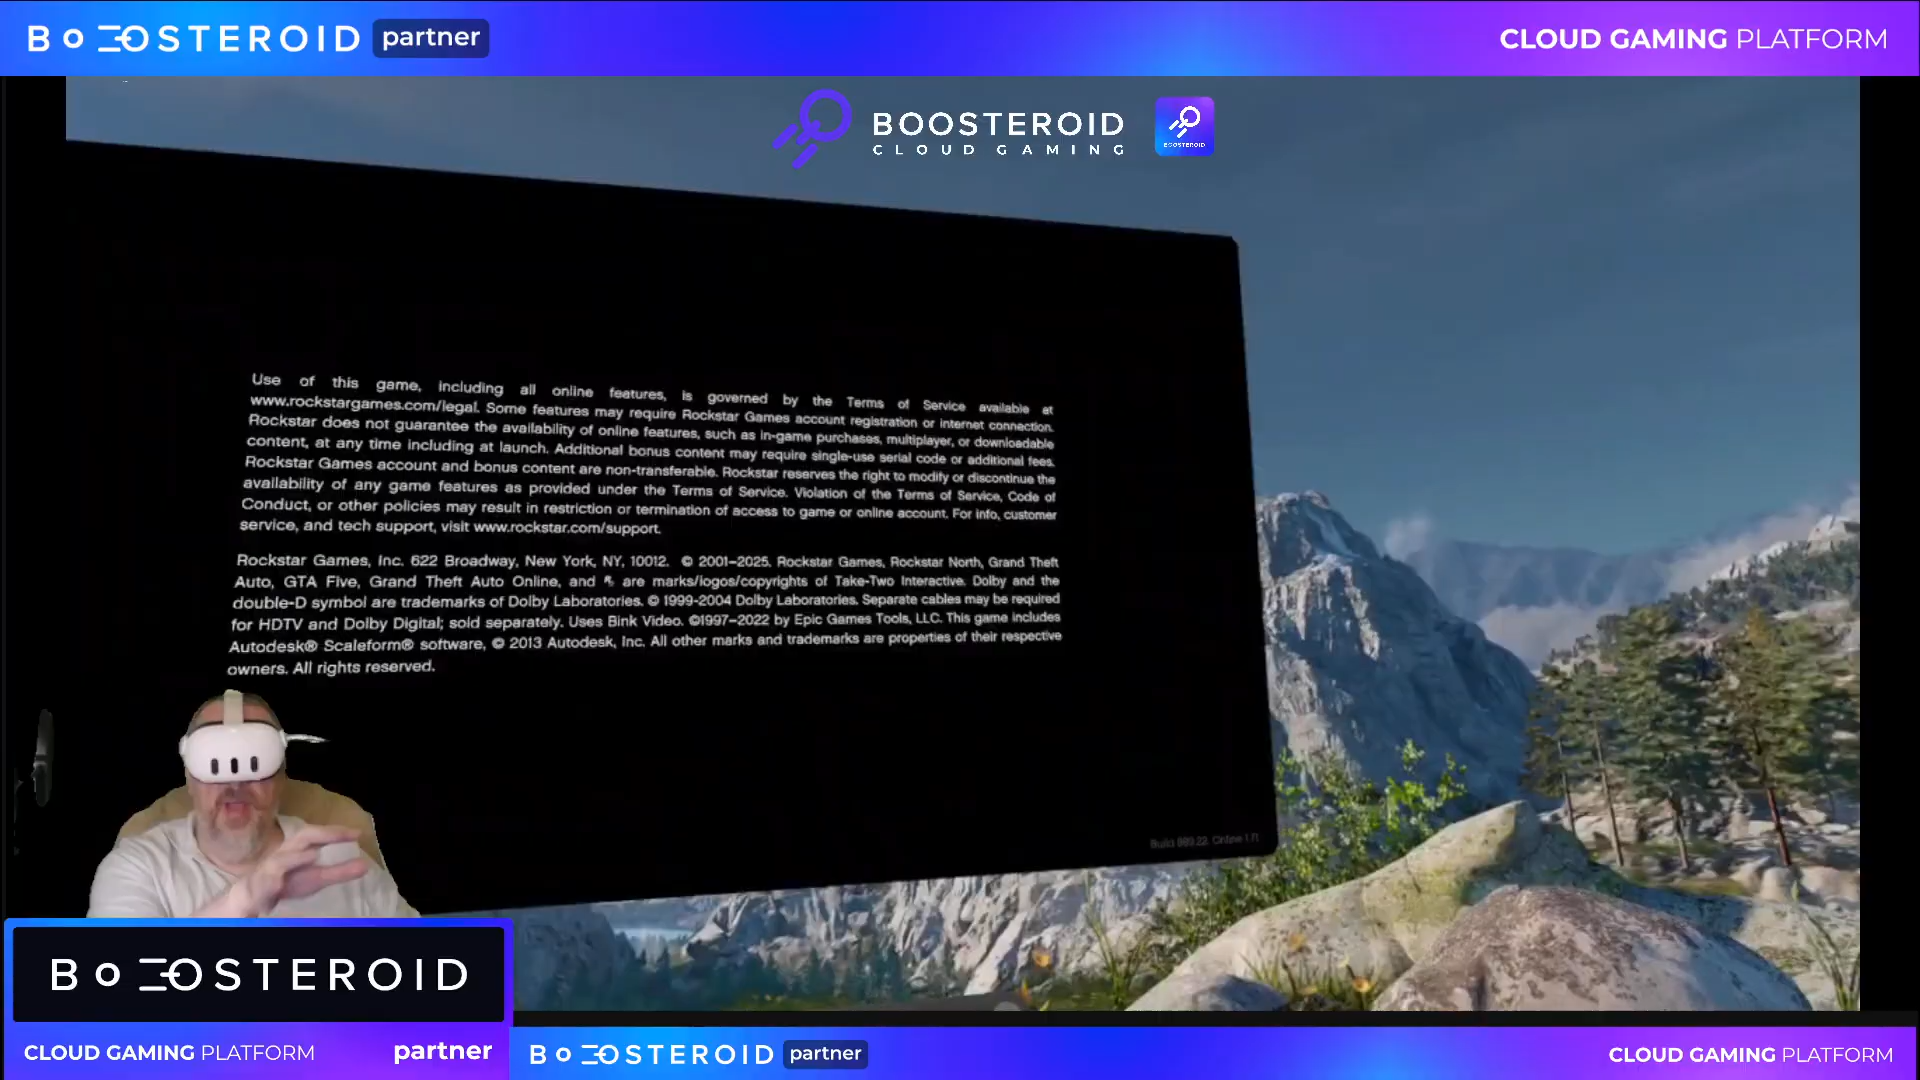 BOOSTEROID partner
CLOUD GAMING PLATFORM
BOOSTEROID
CLOUD GAMING
BOOSTEROID
Use of this game, including all online features, is governed by the Terms of Service available at
www.rockstargames.com/legal. Some features may require Rockstar Games account registration or internet connection.
Rockstar does not guarantee the availability of online features, such as in-game purchases, multiplayer, or downloadable
content, at any time including at launch. Additional bonus content may require single-use serial code or additional fees.
Rockstar Games account and bonus content are non-transferable. Rockstar reserves the right to modify or discontinue the
availability of any game features as provided under the Terms of Service. Violation of the Terms of Service, Code of
Conduct, or other policies may result in restriction or termination of access to game or online account. For info, customer
service, and tech support, visit www.rockstar.com/support.
Rockstar Games, Inc. 622 Broadway, New York, NY, 10012. © 2001–2025. Rockstar Games, Rockstar North, Grand Theft
Auto, GTA Five, Grand Theft Auto Online, and are marks/logos/copyrights of Take-Two Interactive. Dolby and the
double-D symbol are trademarks of Dolby Laboratories. © 1999-2004 Dolby Laboratories. Separate cables may be required
for HDTV and Dolby Digital; sold separately. Uses Bink Video. ©1997–2022 by Epic Games Tools, LLC. This game includes
Autodesk® Scaleform® software, © 2013 Autodesk, Inc. All other marks and trademarks are properties of their respective
owners. All rights reserved.
Build Online
BOOSTEROID
CLOUD GAMING PLATFORM partner
BOOSTEROID partner
CLOUD GAMING PLATFORM